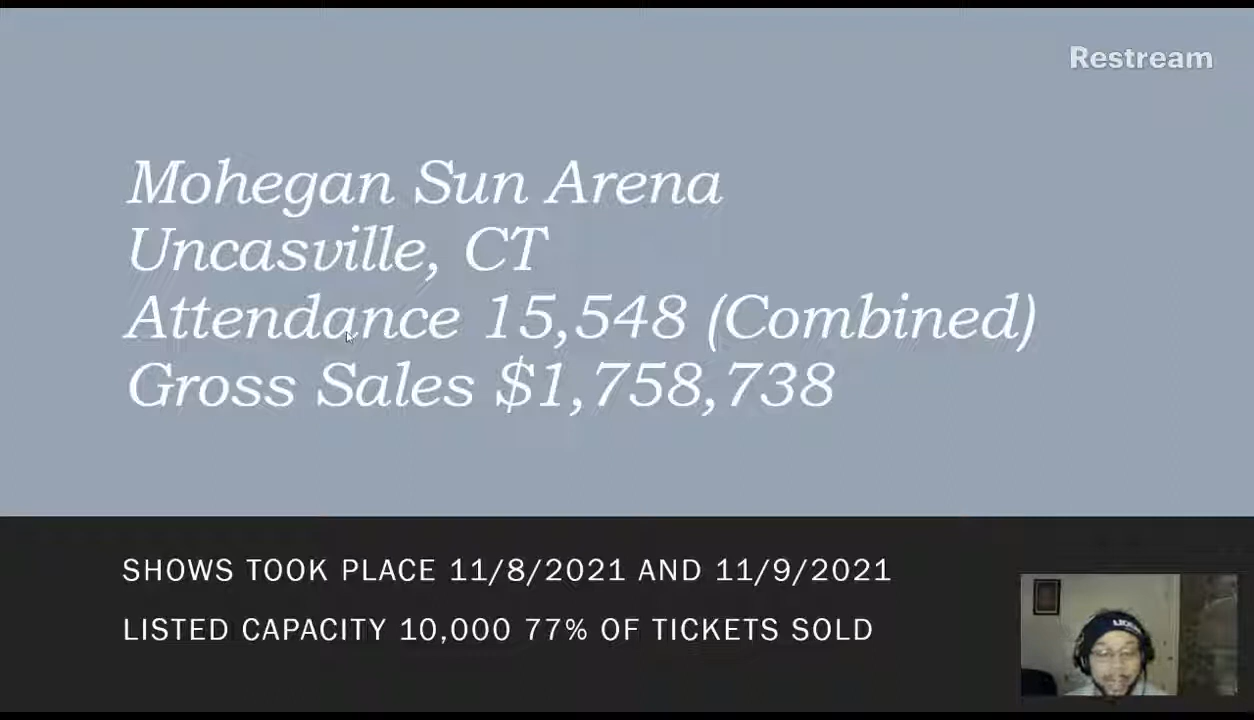 Restream
Mohegan Sun Arena
Uncasville, CT
Attendance 15,548 (Combined)
Gross Sales $1,758,738
SHOWS TOOK PLACE 11/8/2021 AND 11/9/2021
LISTED CAPACITY 10,000 77% OF TICKETS SOLD